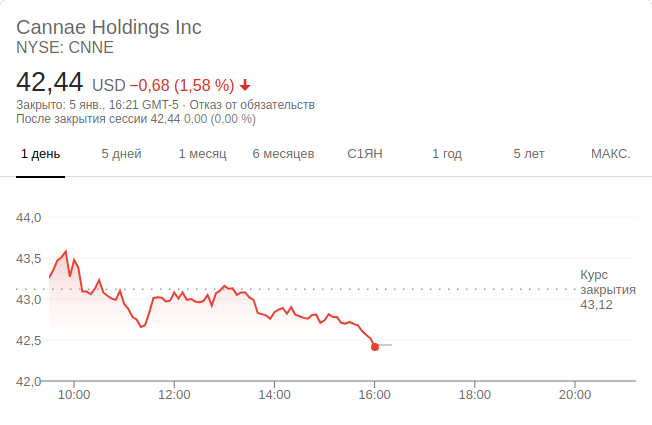 Cannae Holdings Inc
NYSE: CNNE
42,44 USD −0,68 (1,58 %)
Закрыто: 5 янв., 16:21 GMT-5 · Отказ от обязательств
После закрытия сессии 42,44 0,00 (0,00 %)
1 день 5 дней 1 месяц 6 месяцев С1ЯН 1 год 5 лет МАКС.
44,0
43,5
Курс
закрытия
43,12
43,0
42,5
42,0
10:00 12:00 14:00 16:00 18:00 20:00